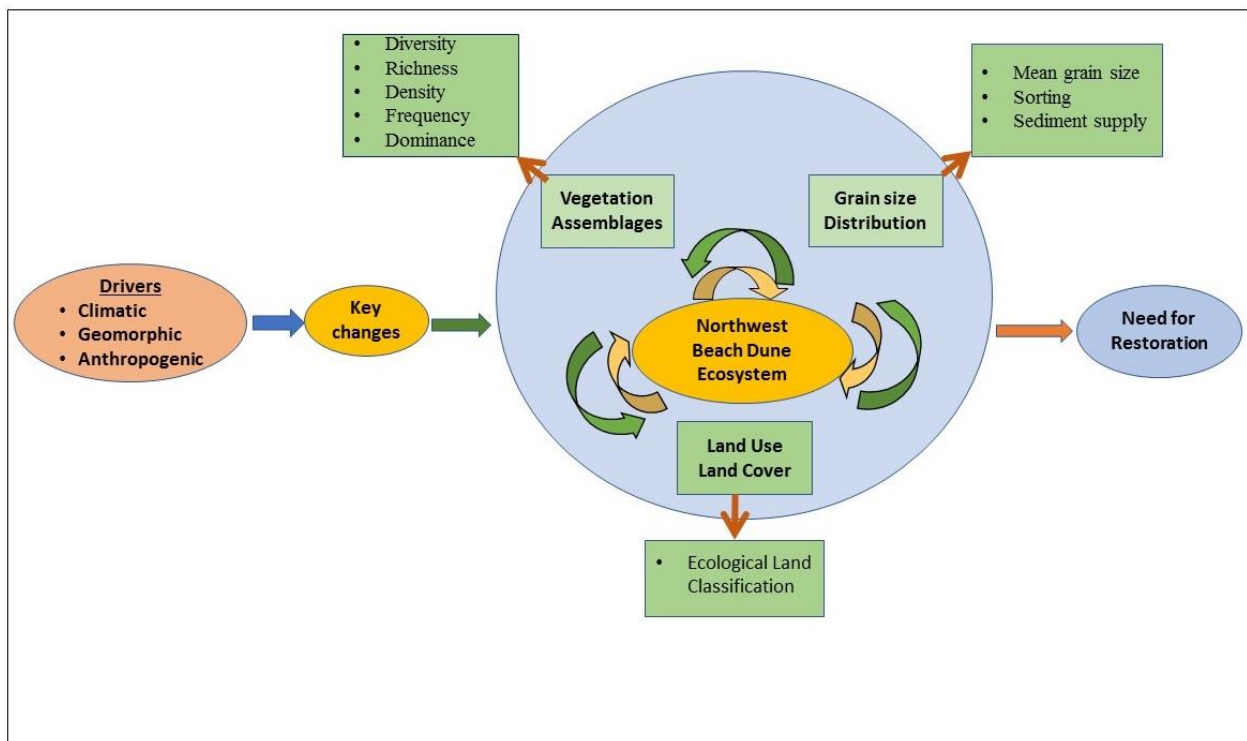 • Diversity
• Richness
• Density
• Frequency
• Dominance
• Mean grain size
• Sorting
• Sediment supply
Vegetation
Assemblages
Grain size
Distribution
Drivers
• Climatic
• Geomorphic
• Anthropogenic
Key
changes
Northwest
Beach Dune
Ecosystem
Need for
Restoration
Land Use
Land Cover
• Ecological Land
Classification